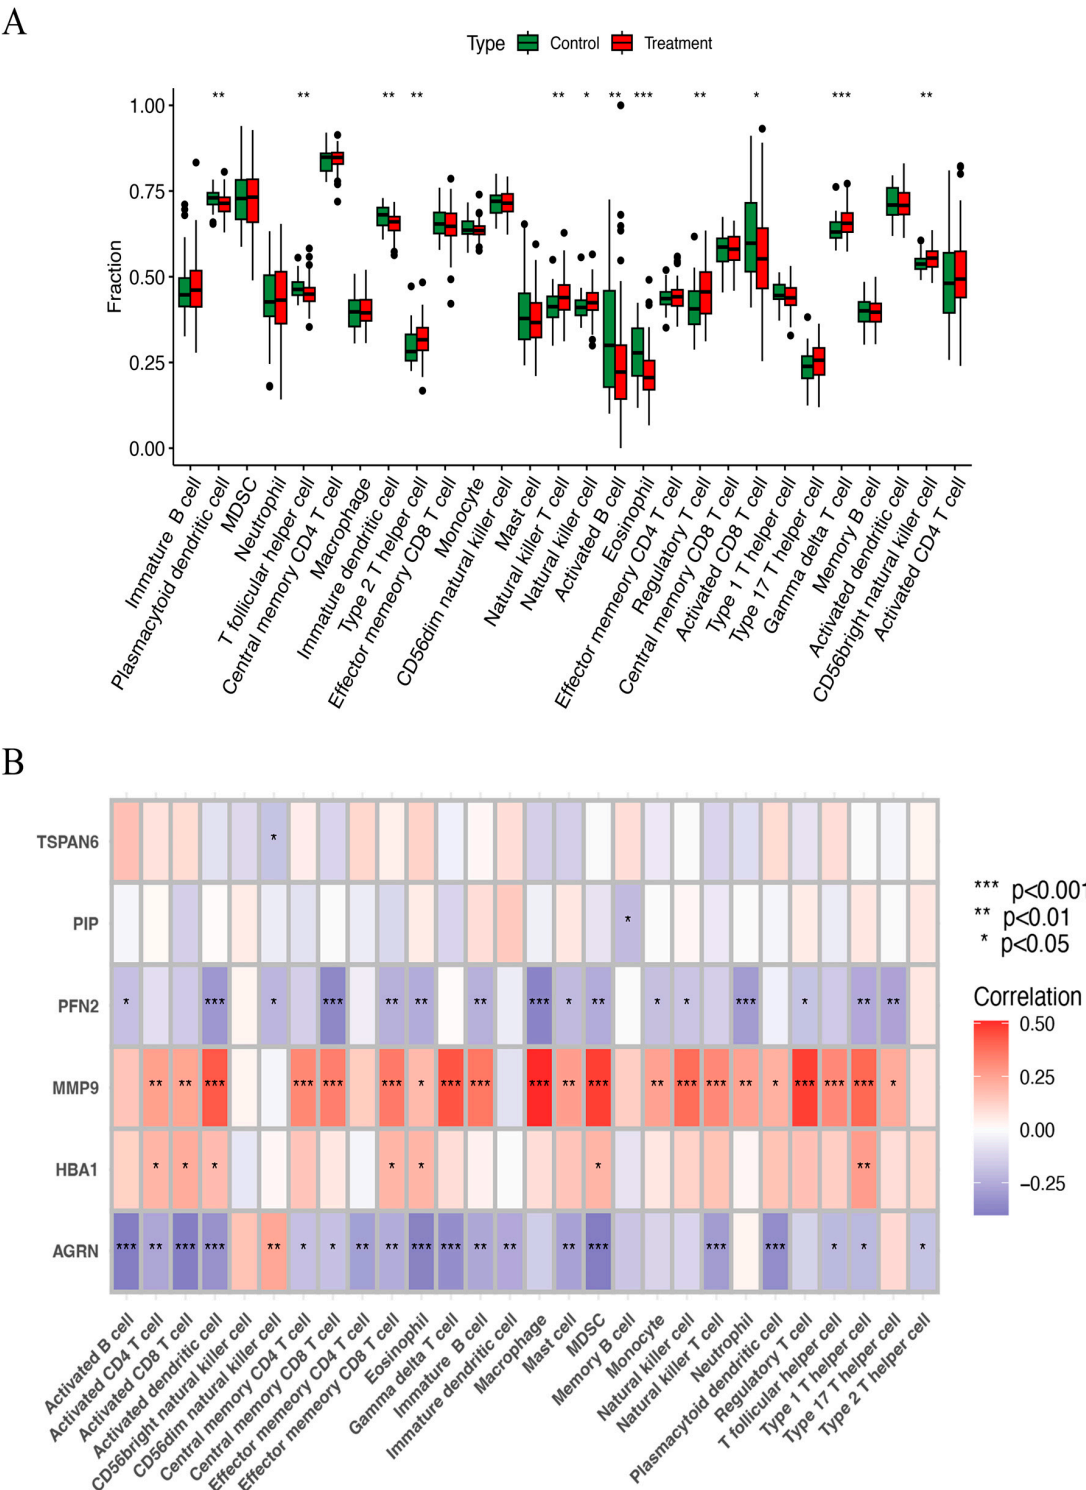 A
Type Control Treatment
** ** ** ** ** * ** *** ** * *** **
1.00
0.75
0.50
0.25
0.00
Fraction
Immature  B cell
Plasmacytoid dendritic cell
MDSC
Neutrophil
T follicular helper cell
Central memory CD4 T cell
Macrophage
Immature dendritic cell
Type 2 T helper cell
Effector memeory CD8 T cell
Monocyte
CD56dim natural killer cell
Mast cell
Natural killer T cell
Natural killer cell
Activated B cell
Eosinophil
Effector memeory CD4 T cell
Regulatory T cell
Central memory CD8 T cell
Activated CD8 T cell
Type 1 T helper cell
Type 17 T helper cell
Gamma delta T cell
Memory B cell
Activated dendritic cell
CD56bright natural killer cell
Activated CD4 T cell
B
TSPAN6 *
PIP *
PFN2 * *** * *** ** ** ** *** * ** * * *** * ** **
MMP9 ** ** *** *** *** *** * *** *** *** ** *** ** *** *** ** * *** *** *** *
HBA1 * * * * * * **
AGRN *** ** *** *** ** * * ** ** *** *** ** ** ** *** *** *** * * *
*** p<0.001
** p<0.01
* p<0.05
Correlation
0.50
0.25
0.00
−0.25
Activated B cell
Activated CD4 T cell
Activated CD8 T cell
Activated dendritic cell
CD56bright natural killer cell
CD56dim natural killer cell
Central memory CD4 T cell
Central memory CD8 T cell
Effector memeory CD4 T cell
Effector memeory CD8 T cell
Eosinophil
Gamma delta T cell
Immature  B cell
Immature dendritic cell
Macrophage
Mast cell
MDSC
Memory B cell
Monocyte
Natural killer cell
Natural killer T cell
Neutrophil
Plasmacytoid dendritic cell
Regulatory T cell
T follicular helper cell
Type 1 T helper cell
Type 17 T helper cell
Type 2 T helper cell